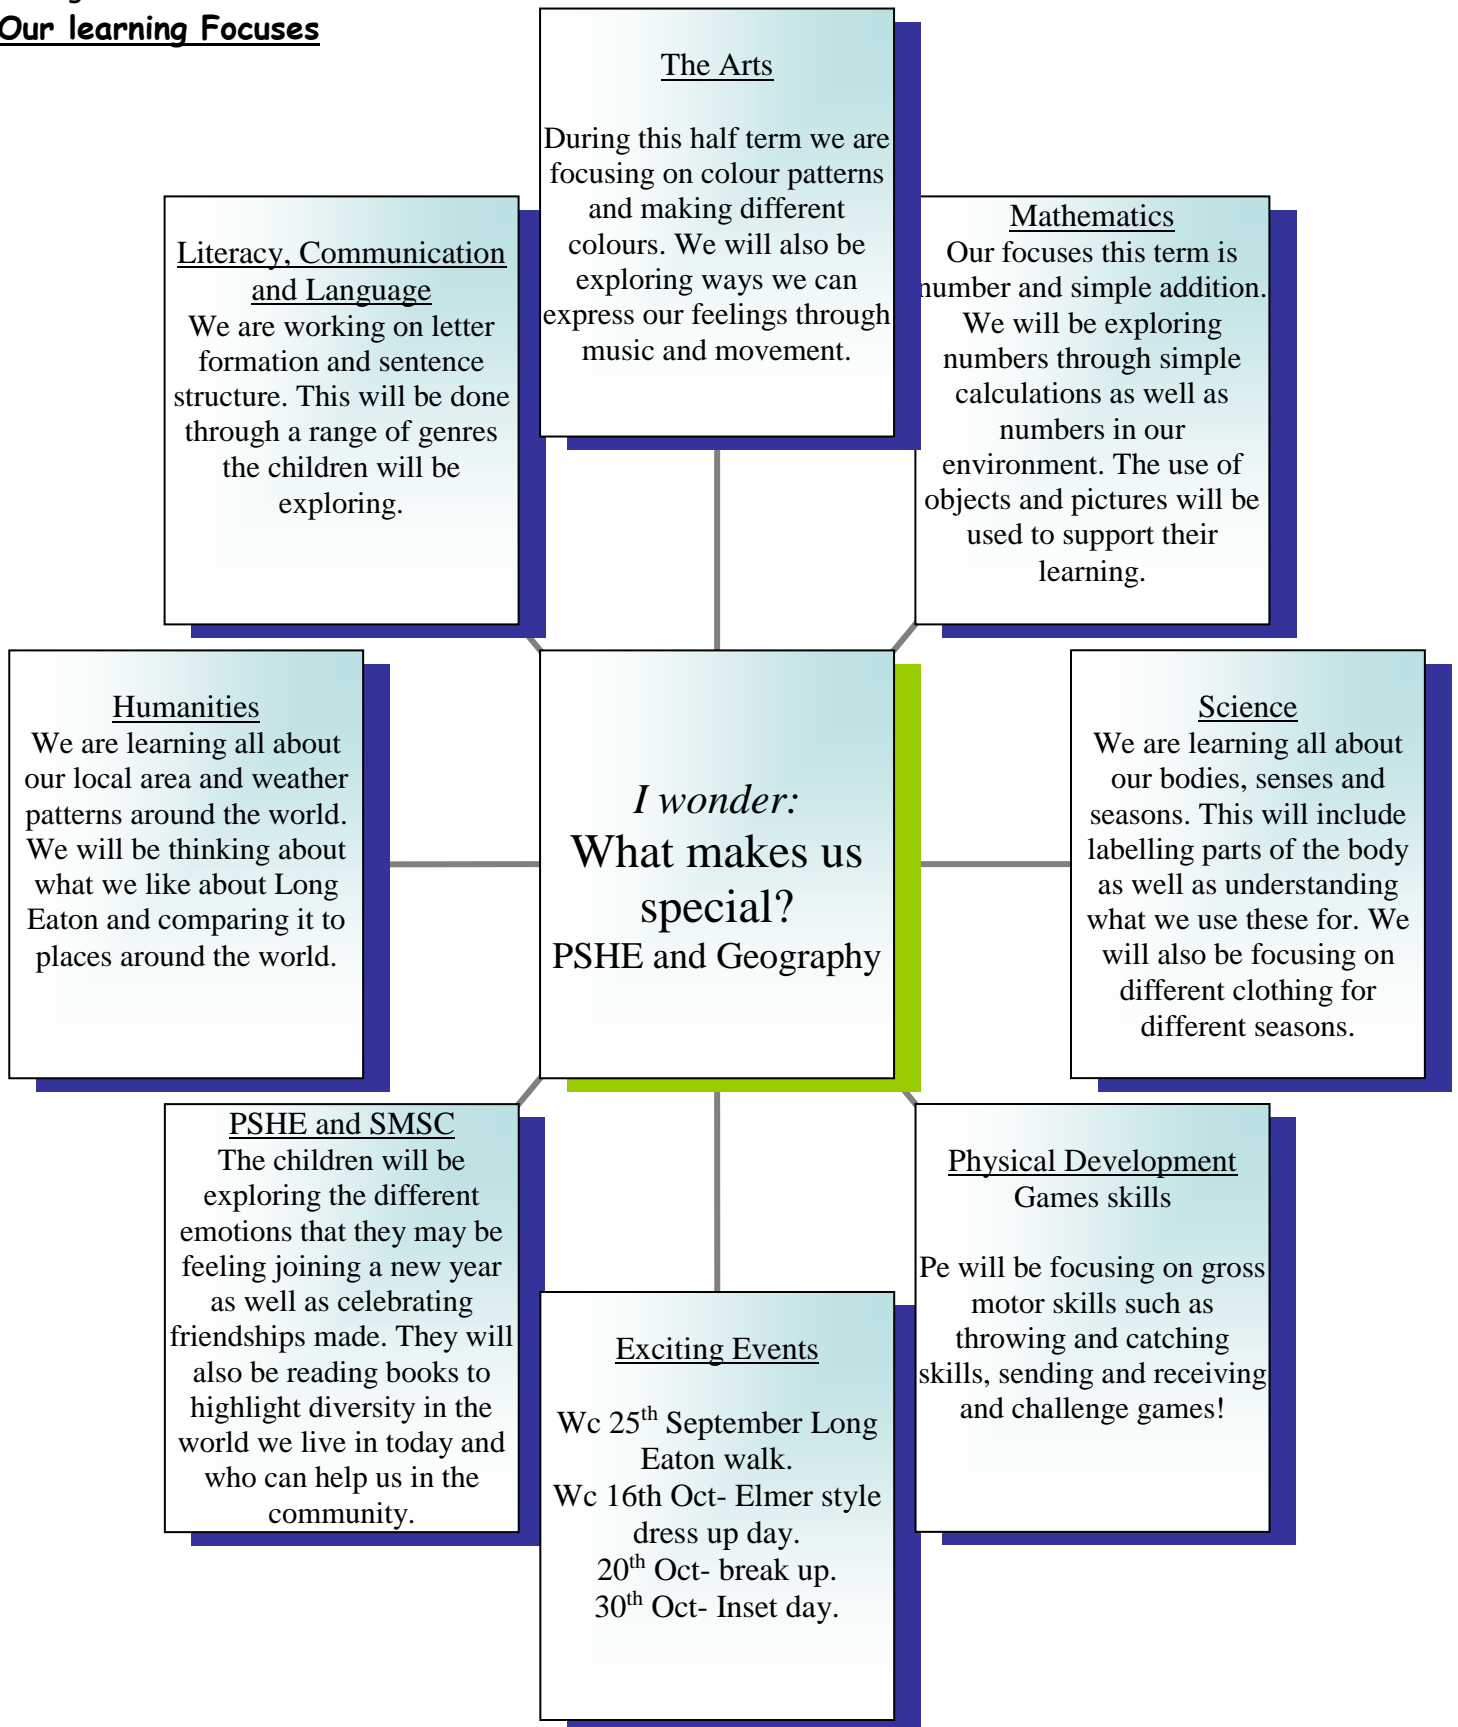 Our learning Focuses
The Arts
During this half term we are
focusing on colour patterns
and making different
colours. We will also be
exploring ways we can
express our feelings through
music and movement.
Literacy, Communication
and Language
We are working on letter
formation and sentence
structure. This will be done
through a range of genres
the children will be
exploring.
Mathematics
Our focuses this term is
number and simple addition.
We will be exploring
numbers through simple
calculations as well as
numbers in our
environment. The use of
objects and pictures will be
used to support their
learning.
Humanities
We are learning all about
our local area and weather
patterns around the world.
We will be thinking about
what we like about Long
Eaton and comparing it to
places around the world.
I wonder:
What makes us
special?
PSHE and Geography
Science
We are learning all about
our bodies, senses and
seasons. This will include
labelling parts of the body
as well as understanding
what we use these for. We
will also be focusing on
different clothing for
different seasons.
PSHE and SMSC
The children will be
exploring the different
emotions that they may be
feeling joining a new year
as well as celebrating
friendships made. They will
also be reading books to
highlight diversity in the
world we live in today and
who can help us in the
community.
Exciting Events
Wc 25th September Long
Eaton walk.
Wc 16th Oct- Elmer style
dress up day.
20th Oct- break up.
30th Oct- Inset day.
Physical Development
Games skills
Pe will be focusing on gross
motor skills such as
throwing and catching
skills, sending and receiving
and challenge games!